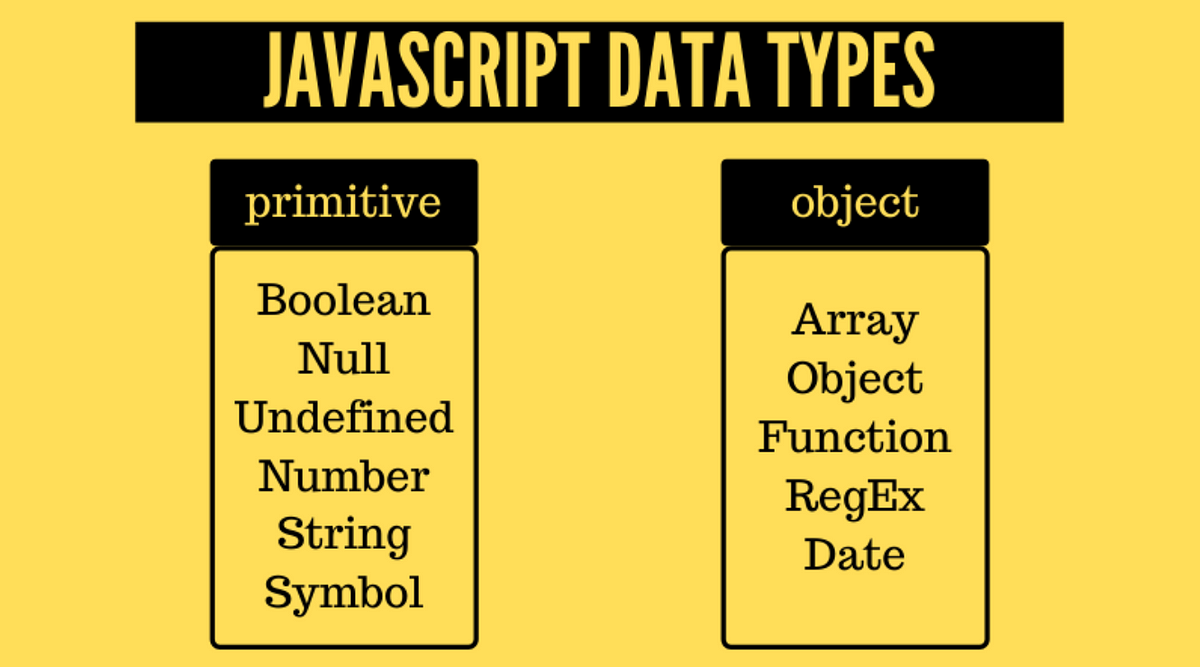 JAVASCRIPT DATA TYPES
primitive
Boolean
Null
Undefined
Number
String
Symbol
object
Array
Object
Function
RegEx
Date